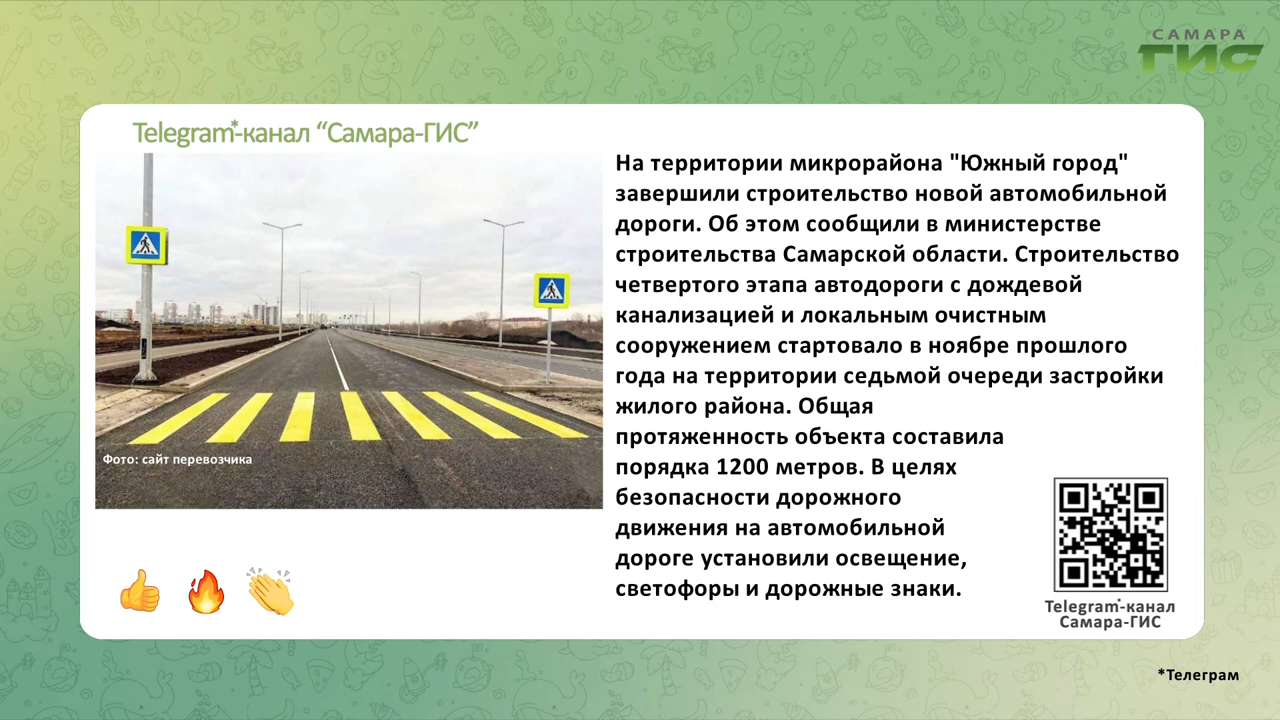 САМАРА
ГИС
Telegram*-канал “Самара-ГИС”
На территории микрорайона "Южный город"
завершили строительство новой автомобильной
дороги. Об этом сообщили в министерстве
строительства Самарской области. Строительство
четвертого этапа автодороги с дождевой
канализацией и локальным очистным
сооружением стартовало в ноябре прошлого
года на территории седьмой очереди застройки
жилого района. Общая
протяженность объекта составила
порядка 1200 метров. В целях
безопасности дорожного
движения на автомобильной
дороге установили освещение,
светофоры и дорожные знаки.
Фото: сайт перевозчика
Telegram*-канал
Самара-ГИС
*Телеграм